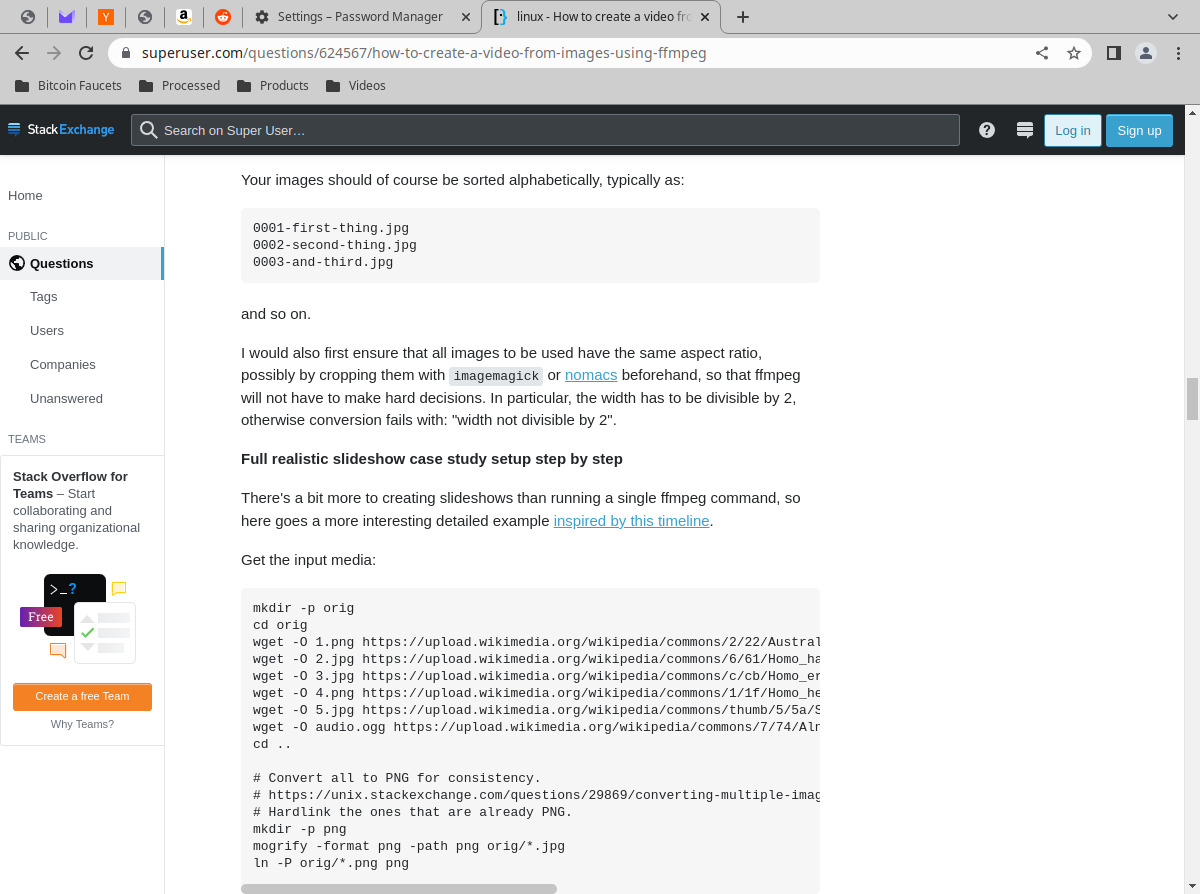 Settings – Password Manager
linux - How to create a video fro
superuser.com/questions/624567/how-to-create-a-video-from-images-using-ffmpeg
Bitcoin Faucets
Processed
Products
Videos
StackExchange
Search on Super User…
Log in
Sign up
Home
PUBLIC
Questions
Tags
Users
Companies
Unanswered
TEAMS
Stack Overflow for
Teams – Start
collaborating and
sharing organizational
knowledge.
>_?
Free
Create a free Team
Why Teams?
Your images should of course be sorted alphabetically, typically as:
0001-first-thing.jpg
0002-second-thing.jpg
0003-and-third.jpg
and so on.
I would also first ensure that all images to be used have the same aspect ratio,
possibly by cropping them with imagemagick or nomacs beforehand, so that ffmpeg
will not have to make hard decisions. In particular, the width has to be divisible by 2,
otherwise conversion fails with: "width not divisible by 2".
Full realistic slideshow case study setup step by step
There's a bit more to creating slideshows than running a single ffmpeg command, so
here goes a more interesting detailed example inspired by this timeline.
Get the input media:
mkdir -p orig
cd orig
wget -O 1.png https://upload.wikimedia.org/wikipedia/commons/2/22/Austral
wget -O 2.jpg https://upload.wikimedia.org/wikipedia/commons/6/61/Homo_ha
wget -O 3.jpg https://upload.wikimedia.org/wikipedia/commons/c/cb/Homo_er
wget -O 4.png https://upload.wikimedia.org/wikipedia/commons/1/1f/Homo_he
wget -O 5.jpg https://upload.wikimedia.org/wikipedia/commons/thumb/5/5a/S
wget -O audio.ogg https://upload.wikimedia.org/wikipedia/commons/7/74/Aln
cd ..
# Convert all to PNG for consistency.
# https://unix.stackexchange.com/questions/29869/converting-multiple-imag
# Hardlink the ones that are already PNG.
mkdir -p png
mogrify -format png -path png orig/*.jpg
ln -P orig/*.png png